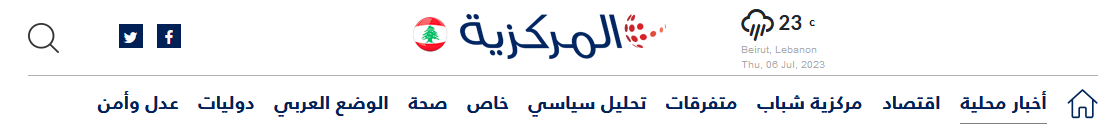 المركزية
23 c
Beirut, Lebanon
Thu, 06 Jul, 2023
أخبار محلية اقتصاد مركزية شباب متفرقات تحليل سياسي خاص صحة الوضع العربي دوليات عدل وأمن